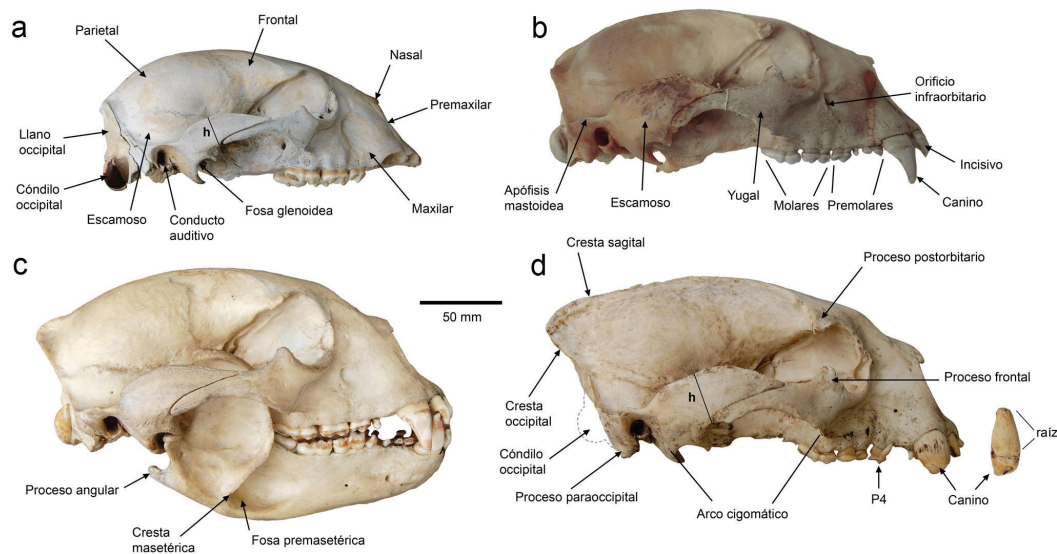 a
Parietal
Frontal
Nasal
Premaxilar
Llano
occipital
h
Cóndilo
occipital
Escamoso
Conducto
auditivo
Fosa glenoidea
Maxilar
b
Orificio
infraorbitario
Incisivo
Apófisis
mastoidea
Escamoso
Yugal
Molares
Premolares
Canino
c
50 mm
Proceso angular
Cresta
masetérica
Fosa premasetérica
d
Cresta sagital
Proceso postorbitario
Proceso frontal
h
Cresta
occipital
Cóndilo
occipital
raíz
Proceso paraoccipital
Arco cigomático
P4
Canino